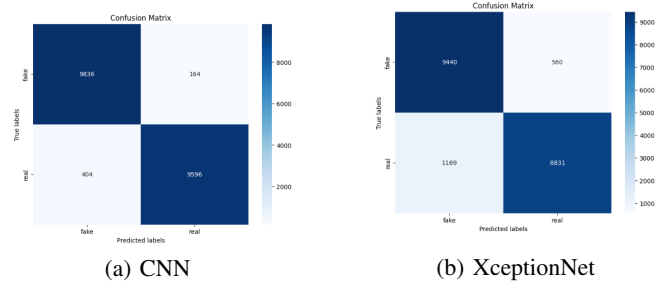 Confusion Matrix
fake
9836
164
real
404
9596
True labels
fake
real
Predicted labels
8000
6000
4000
2000
(a) CNN
Confusion Matrix
fake
9440
560
real
1169
8831
True labels
fake
real
Predicted labels
9000
8000
7000
6000
5000
4000
3000
2000
1000
(b) XceptionNet